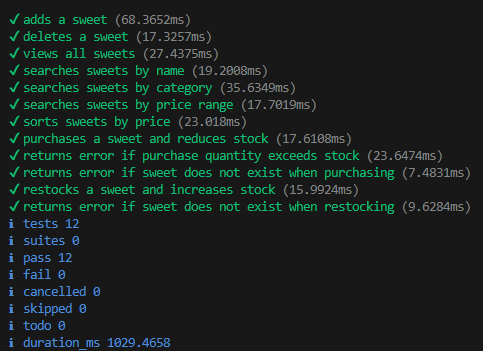 ✔ adds a sweet (68.3652ms)
✔ deletes a sweet (17.3257ms)
✔ views all sweets (27.4375ms)
✔ searches sweets by name (19.2008ms)
✔ searches sweets by category (35.6349ms)
✔ searches sweets by price range (17.7019ms)
✔ sorts sweets by price (23.018ms)
✔ purchases a sweet and reduces stock (17.6108ms)
✔ returns error if purchase quantity exceeds stock (23.6474ms)
✔ returns error if sweet does not exist when purchasing (7.4831ms)
✔ restocks a sweet and increases stock (15.9924ms)
✔ returns error if sweet does not exist when restocking (9.6284ms)
ℹ tests 12
ℹ suites 0
ℹ pass 12
ℹ fail 0
ℹ cancelled 0
ℹ skipped 0
ℹ todo 0
ℹ duration_ms 1029.4658